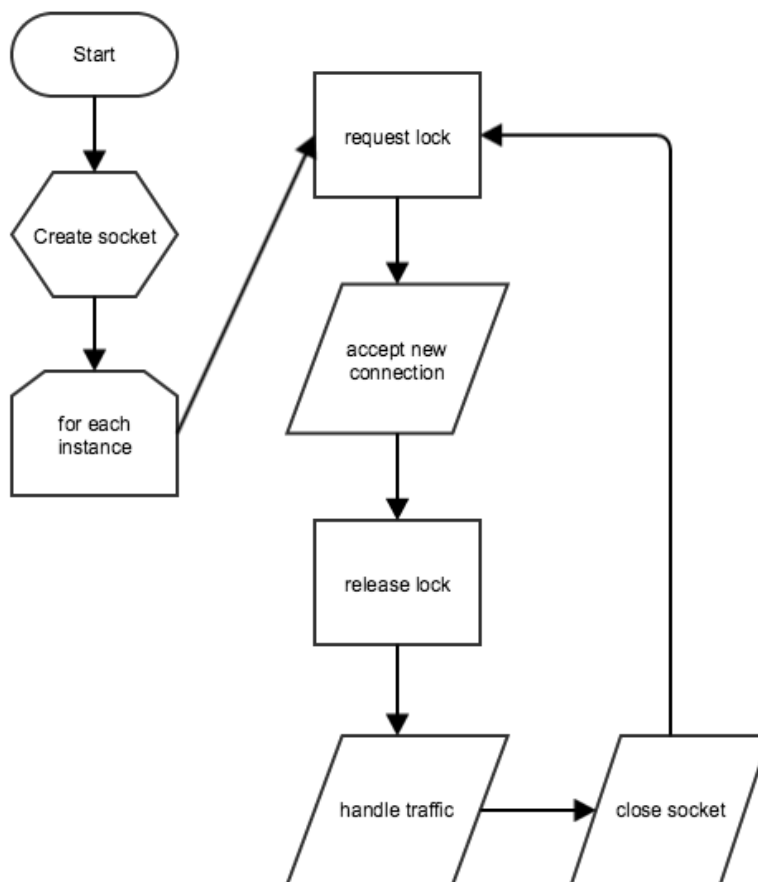 Start
Create socket
for each
instance
request lock
accept new
connection
release lock
handle traffic
close socket